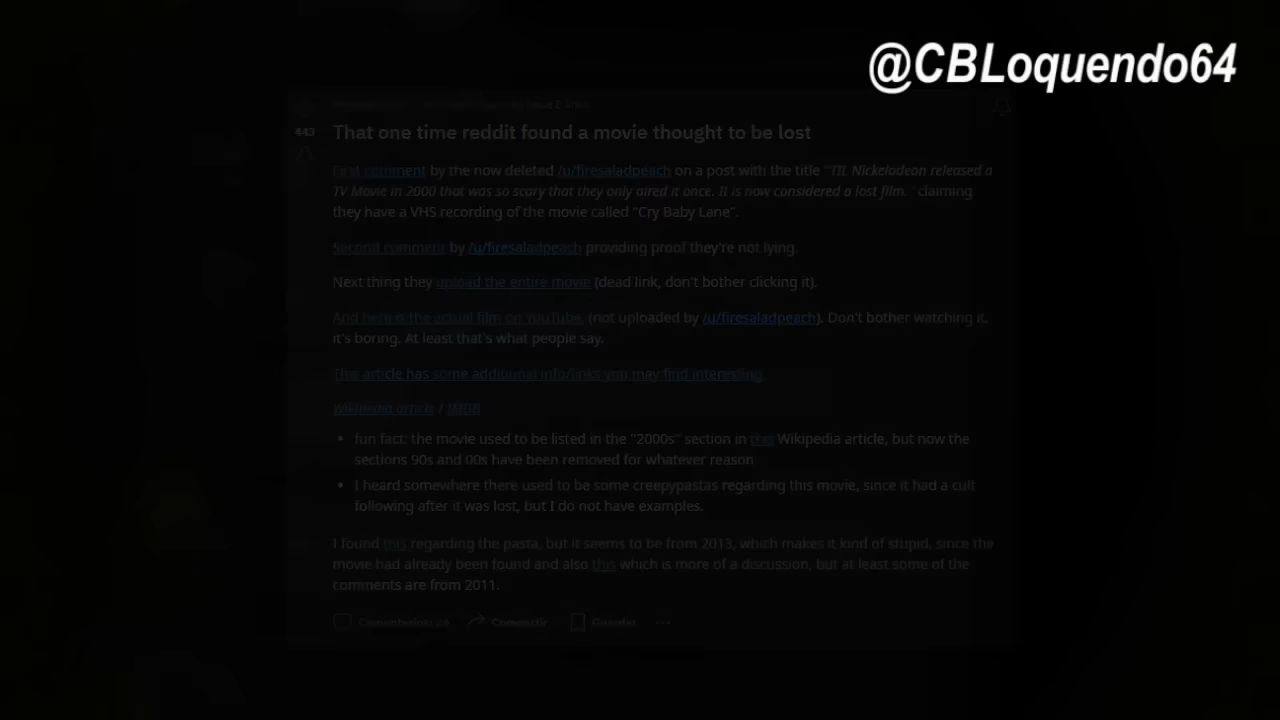 @CBLoquendo64
443
That one time reddit found a movie thought to be lost
First comment by the now deleted /u/firesaladpeach on a post with the title "TIL Nickelodeon released a
TV Movie in 2000 that was so scary that they only aired it once. It is now considered a lost film. " claiming
they have a VHS recording of the movie called "Cry Baby Lane".
Second comment by /u/firesaladpeach providing proof they're not lying.
Next thing they upload the entire movie (dead link, don't bother clicking it).
And here is the actual film on YouTube. (not uploaded by /u/firesaladpeach). Don't bother watching it,
it's boring. At least that's what people say.
This article has some additional info/links you may find interesting.
Wikipedia article / IMDB
• fun fact: the movie used to be listed in the "2000s" section in this Wikipedia article, but now the
sections 90s and 00s have been removed for whatever reason
• I heard somewhere there used to be some creepypastas regarding this movie, since it had a cult
following after it was lost, but I do not have examples.
I found this regarding the pasta, but it seems to be from 2013, which makes it kind of stupid, since the
movie had already been found and also this which is more of a discussion, but at least some of the
comments are from 2011.
Comentarios Compartir Guardar ...